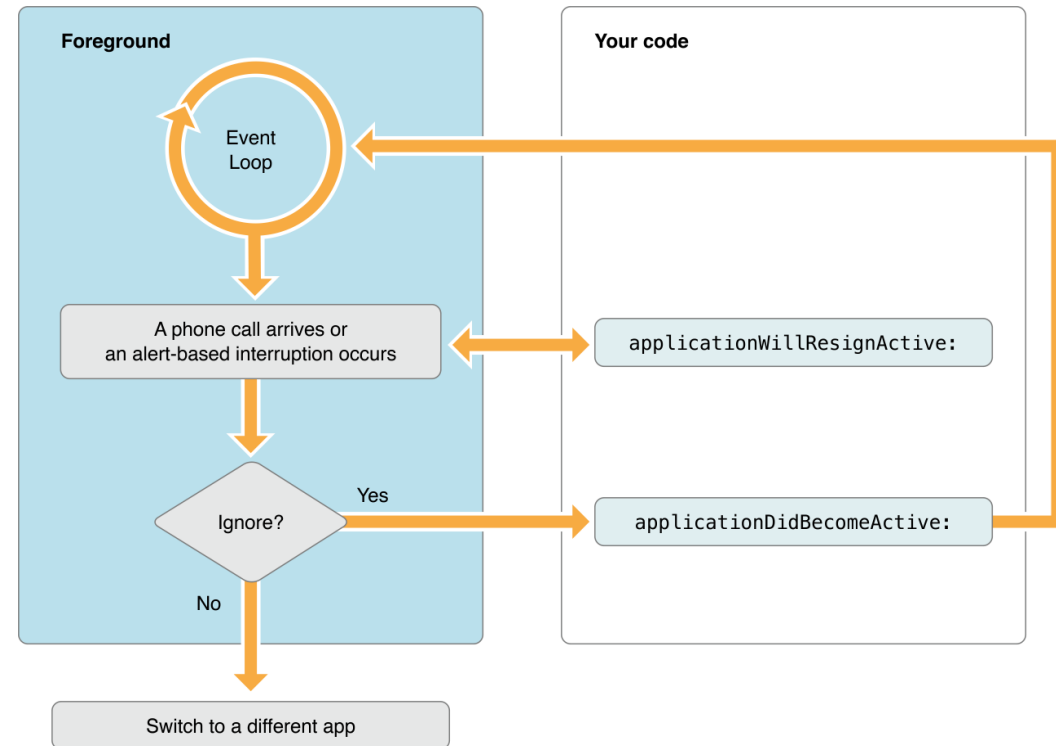 Foreground
Your code
Event
Loop
A phone call arrives or
an alert-based interruption occurs
applicationWillResignActive:
Yes
Ignore?
applicationDidBecomeActive:
No
Switch to a different app